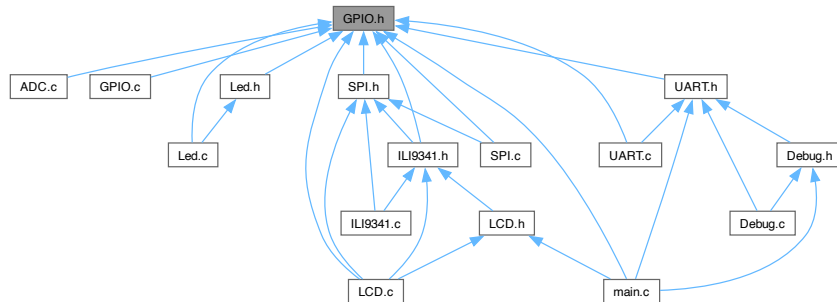 GPIO.h
ADC.c
GPIO.c
Led.h
SPI.h
UART.h
Led.c
ILI9341.h
SPI.c
UART.c
Debug.h
ILI9341.c
LCD.h
Debug.c
LCD.c
main.c